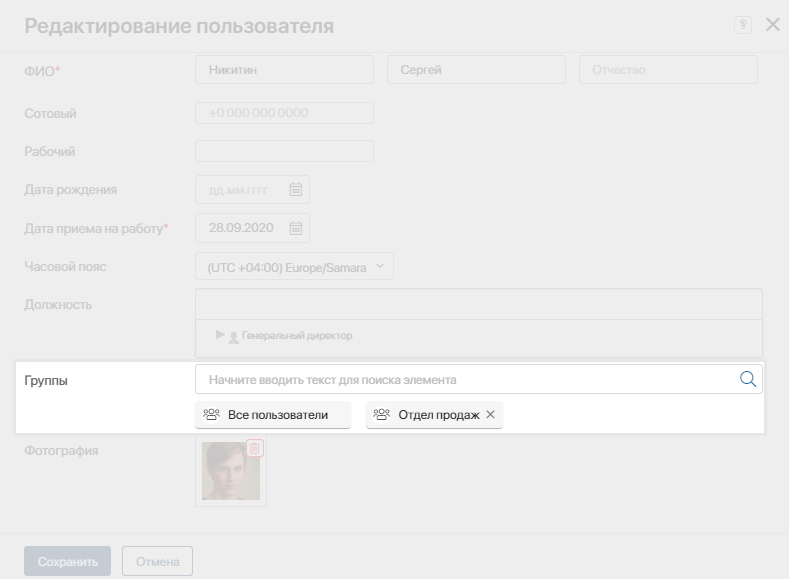 Редактирование пользователя ?
ФИО* Никитин Сергей Отчество
Сотовый +0 000 000 0000
Рабочий
Дата рождения дд.мм.гггг
Дата приема на работу* 28.09.2020
Часовой пояс (UTC +04:00) Europe/Samara
Должность
Генеральный директор
Группы Начните вводить текст для поиска элемента
Все пользователи Отдел продаж
Фотография
Сохранить Отмена